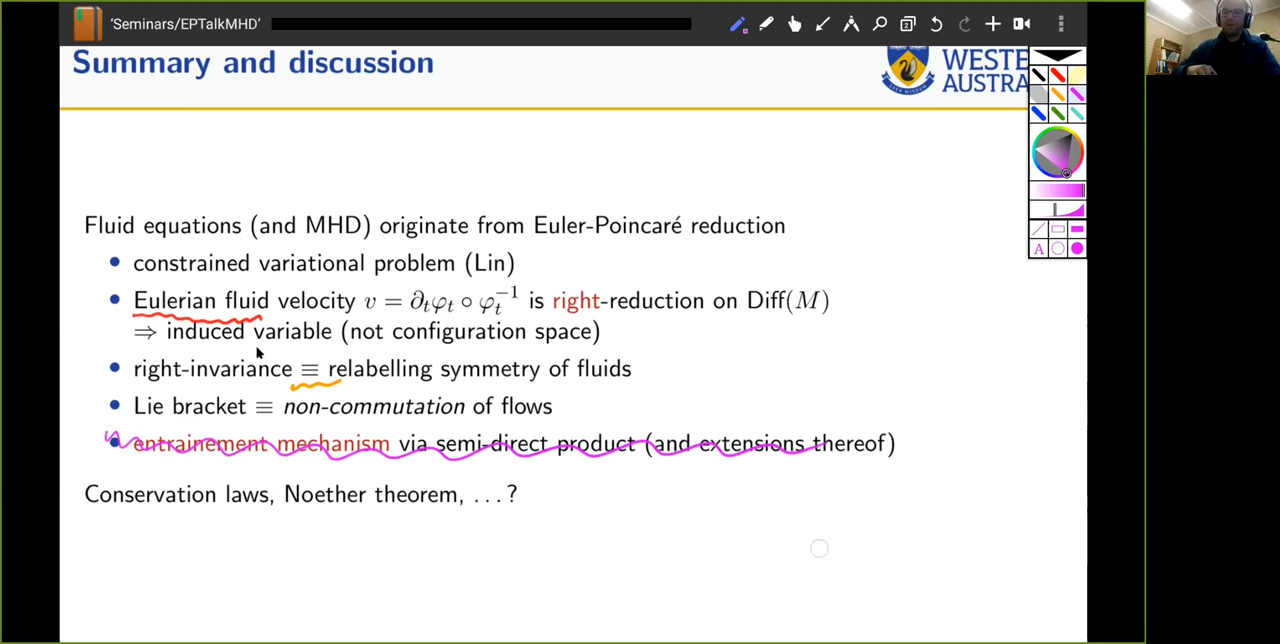 'Seminars/EPTalkMHD'
Summary and discussion
WESTE
AUSTRA
Fluid equations (and MHD) originate from Euler-Poincaré reduction
• constrained variational problem (Lin)
• Eulerian fluid velocity v = ∂ₜφₜ ∘ φₜ⁻¹ is right-reduction on Diff(M)
⇒ induced variable (not configuration space)
• right-invariance ≡ relabelling symmetry of fluids
• Lie bracket ≡ non-commutation of flows
• entrainement mechanism via semi-direct product (and extensions thereof)
Conservation laws, Noether theorem, ...?
A